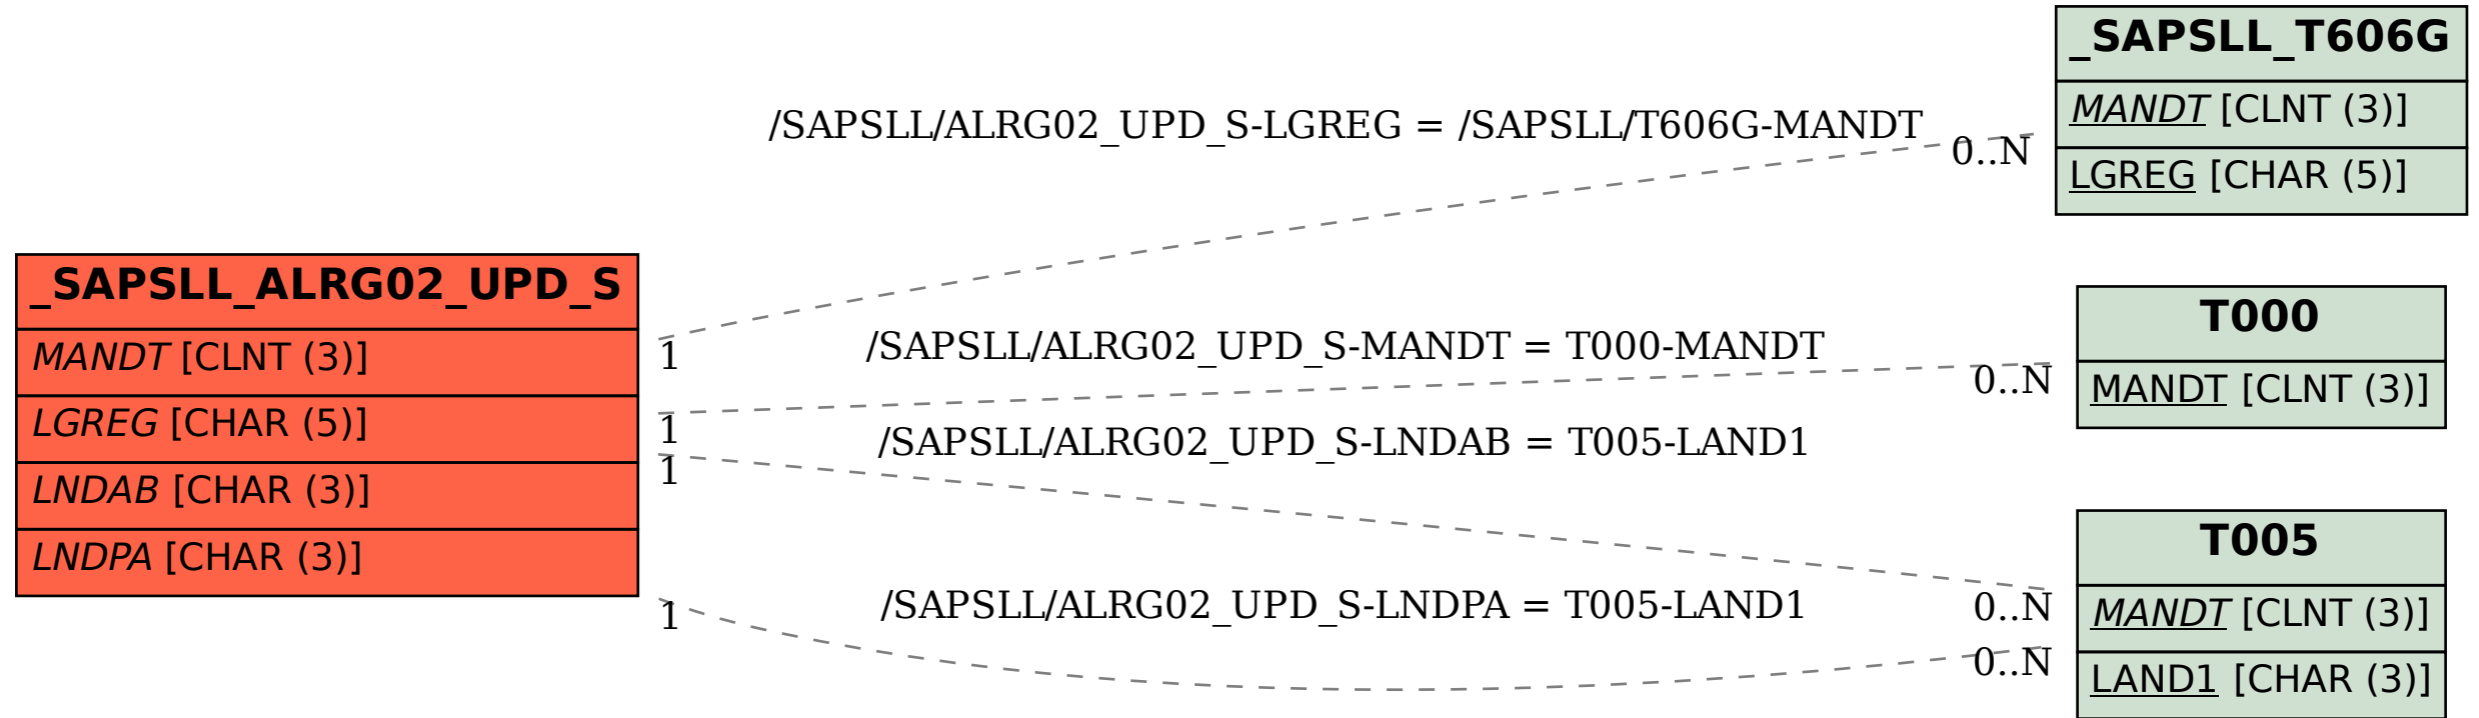 _SAPSLL_ALRG02_UPD_S
MANDT [CLNT (3)]
LGREG [CHAR (5)]
LNDAB [CHAR (3)]
LNDPA [CHAR (3)]
/SAPSLL/ALRG02_UPD_S-LGREG = /SAPSLL/T606G-MANDT
0..N
1
/SAPSLL/ALRG02_UPD_S-MANDT = T000-MANDT
0..N
1
/SAPSLL/ALRG02_UPD_S-LNDAB = T005-LAND1
1
0..N
/SAPSLL/ALRG02_UPD_S-LNDPA = T005-LAND1
1
0..N
_SAPSLL_T606G
MANDT [CLNT (3)]
LGREG [CHAR (5)]
T000
MANDT [CLNT (3)]
T005
MANDT [CLNT (3)]
LAND1 [CHAR (3)]